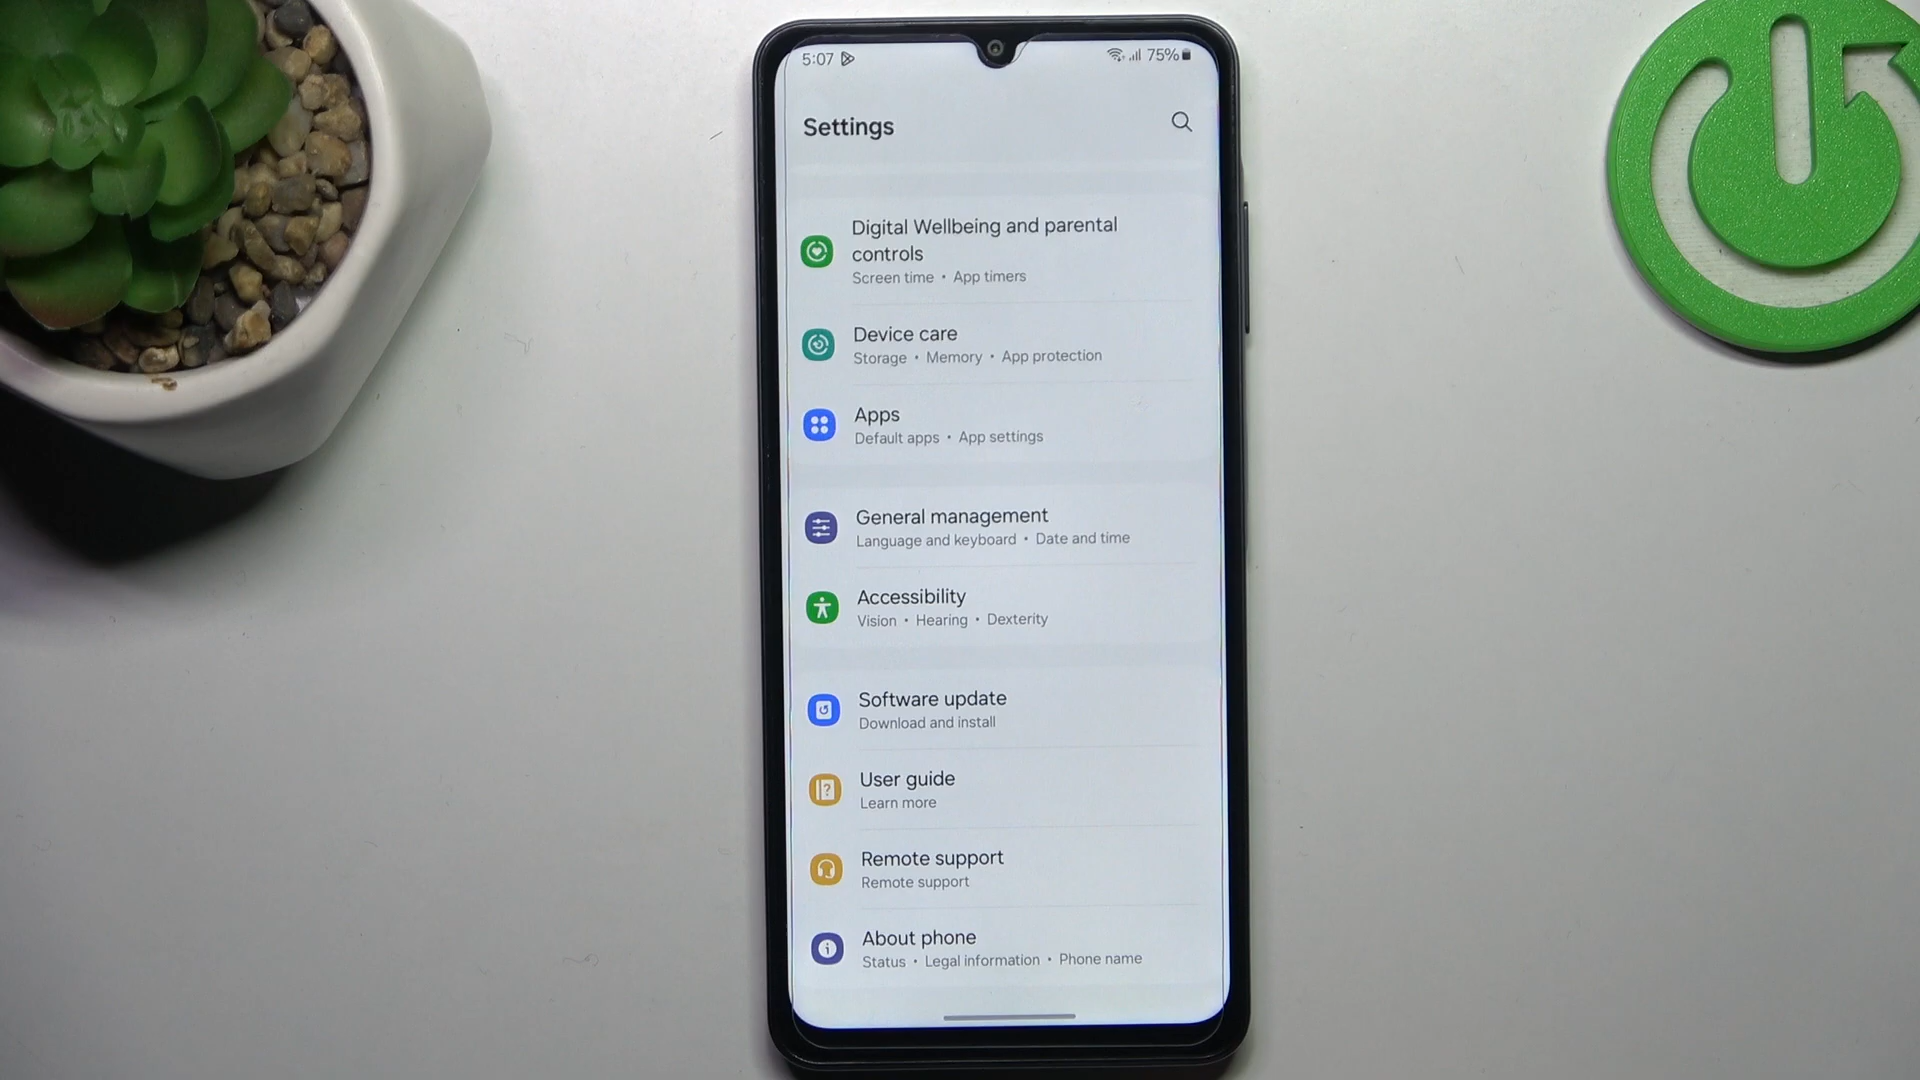 5:07 75%
Settings
Digital Wellbeing and parental
controls
Screen time • App timers
Device care
Storage • Memory • App protection
Apps
Default apps • App settings
General management
Language and keyboard • Date and time
Accessibility
Vision • Hearing • Dexterity
Software update
Download and install
User guide
Learn more
Remote support
Remote support
About phone
Status • Legal information • Phone name